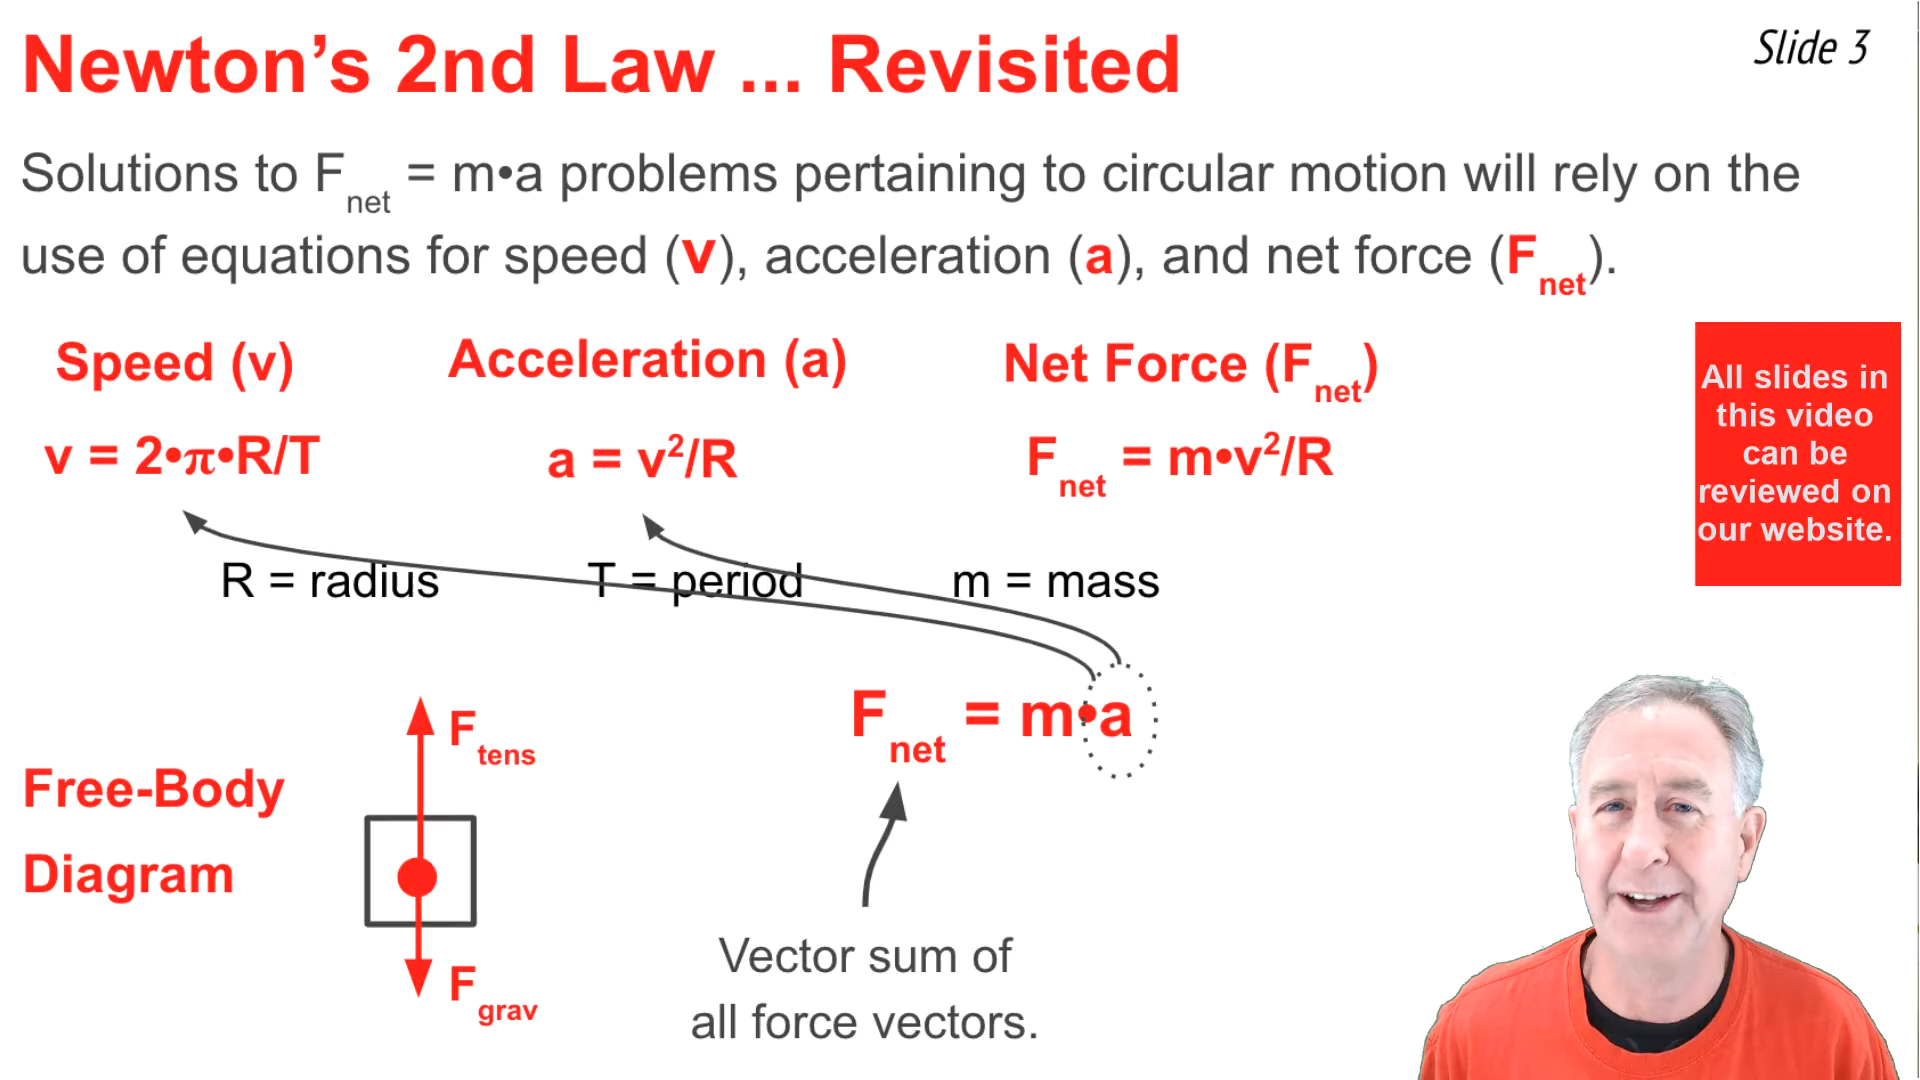 Newton’s 2nd Law ... Revisited
Slide 3
Solutions to Fnet = m•a problems pertaining to circular motion will rely on the
use of equations for speed (v), acceleration (a), and net force (Fnet).
Speed (v)
Acceleration (a)
Net Force (Fnet)
v = 2•π•R/T
a = v²/R
Fnet = m•v²/R
All slides in
this video
can be
reviewed on
our website.
R = radius
T = period
m = mass
Fnet = m•a
Free-Body
Diagram
Ftens
Fgrav
Vector sum of
all force vectors.